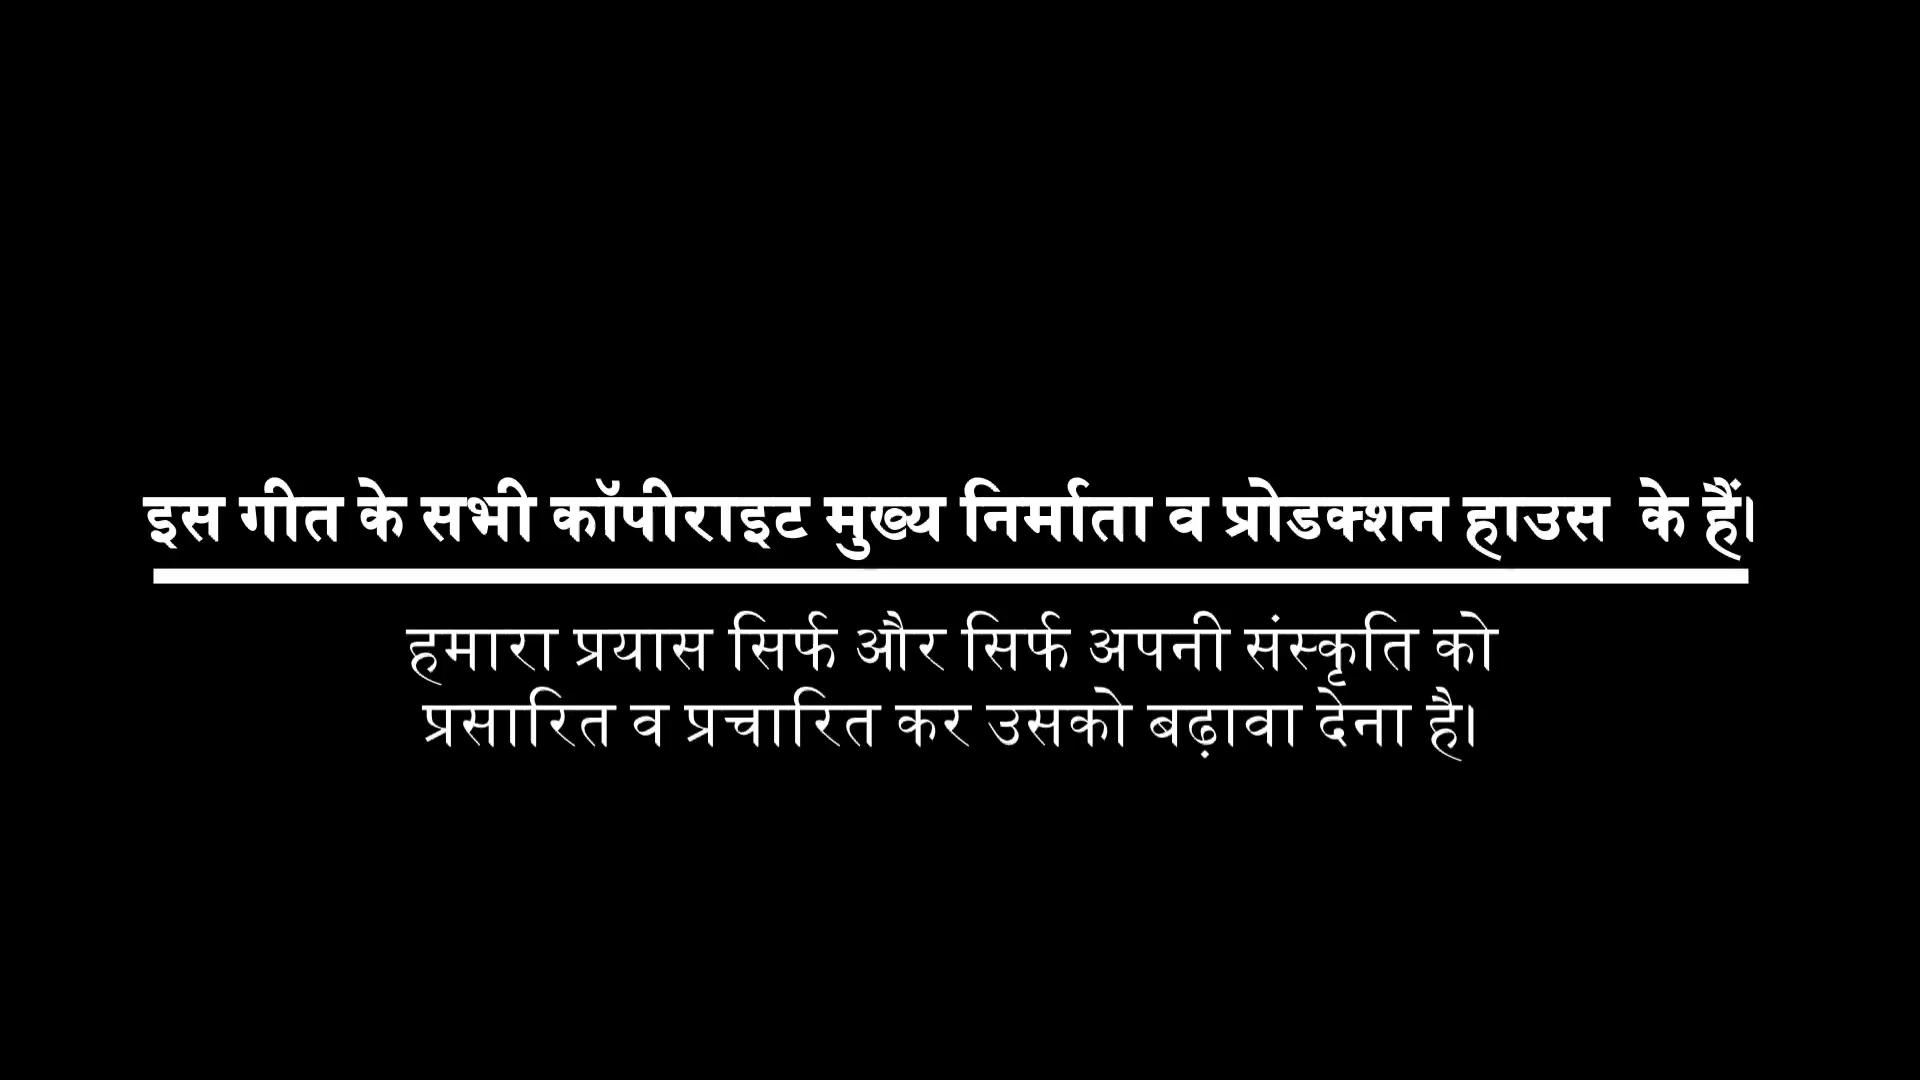 इस गीत के सभी कॉपीराइट मुख्य निर्माता व प्रोडक्शन हाउस के हैं।
हमारा प्रयास सिर्फ और सिर्फ अपनी संस्कृति को
प्रसारित व प्रचारित कर उसको बढ़ावा देना है।